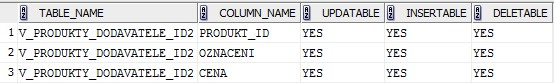 TABLE_NAME COLUMN_NAME UPDATABLE INSERTABLE DELETABLE
1 V_PRODUKTY_DODAVATELE_ID2 PRODUKT_ID YES YES YES
2 V_PRODUKTY_DODAVATELE_ID2 OZNACENI YES YES YES
3 V_PRODUKTY_DODAVATELE_ID2 CENA YES YES YES